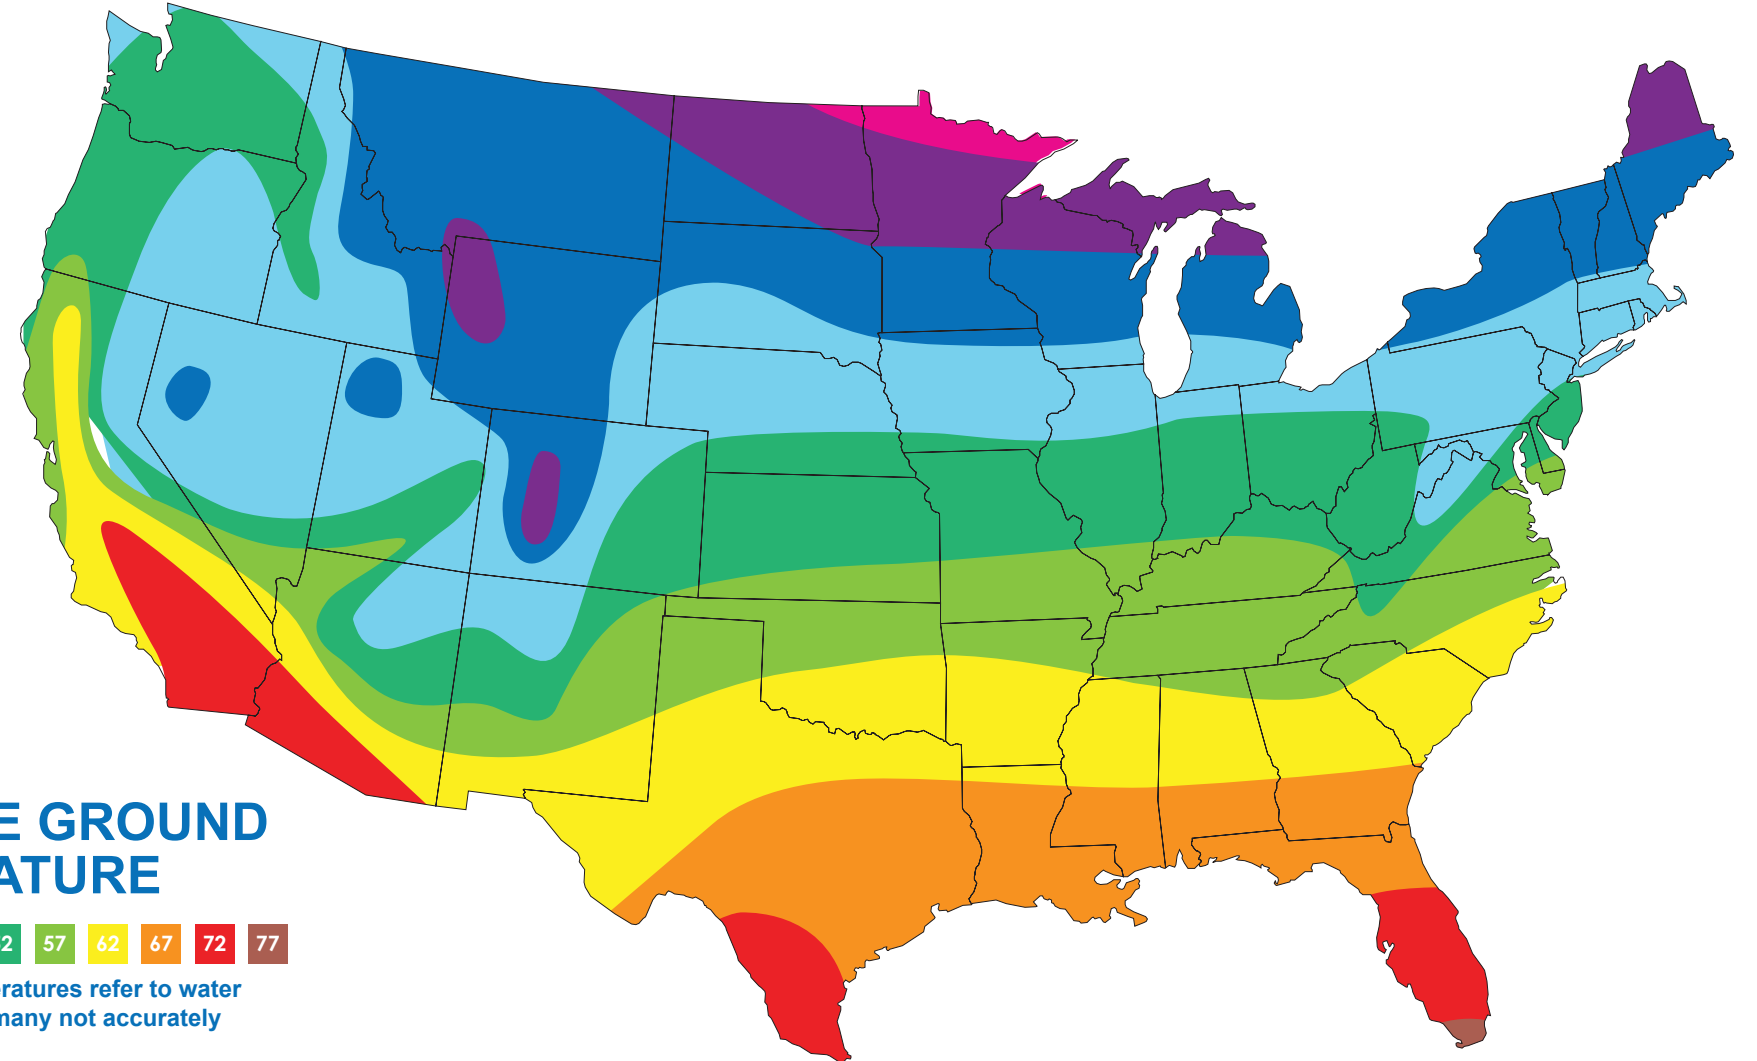 E GROUND
ATURE
2 57 62 67 72 77
ratures refer to water
many not accurately